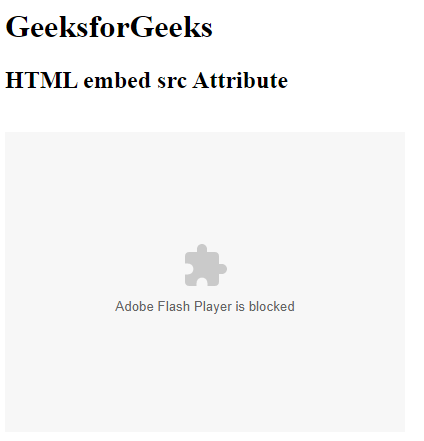 GeeksforGeeks
HTML embed src Attribute
Adobe Flash Player is blocked